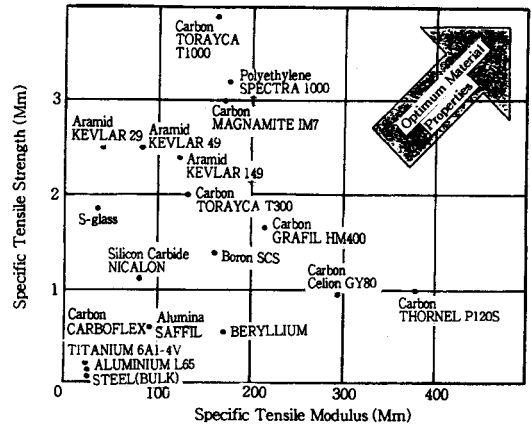 Carbon
TORAYCA
T1000
Polyethylene
SPECTRA 1000
Carbon
MAGNAMITE IM7
Aramid
KEVLAR 29
Aramid
KEVLAR 49
Aramid
KEVLAR 149
Carbon
TORAYCA T300
S-glass
Carbon
GRAFIL HM400
Silicon Carbide
NICALON
Boron SCS
Carbon
Celion GY80
Carbon
THORNEL P120S
Carbon
CARBOFLEX
Alumina
SAFFIL
BERYLLIUM
TITANIUM 6Al-4V
ALUMINIUM L65
STEEL(BULK)
Optimum Material
Properties
3
2
1
0
100
200
300
400
Specific Tensile Strength (Mm)
Specific Tensile Modulus (Mm)